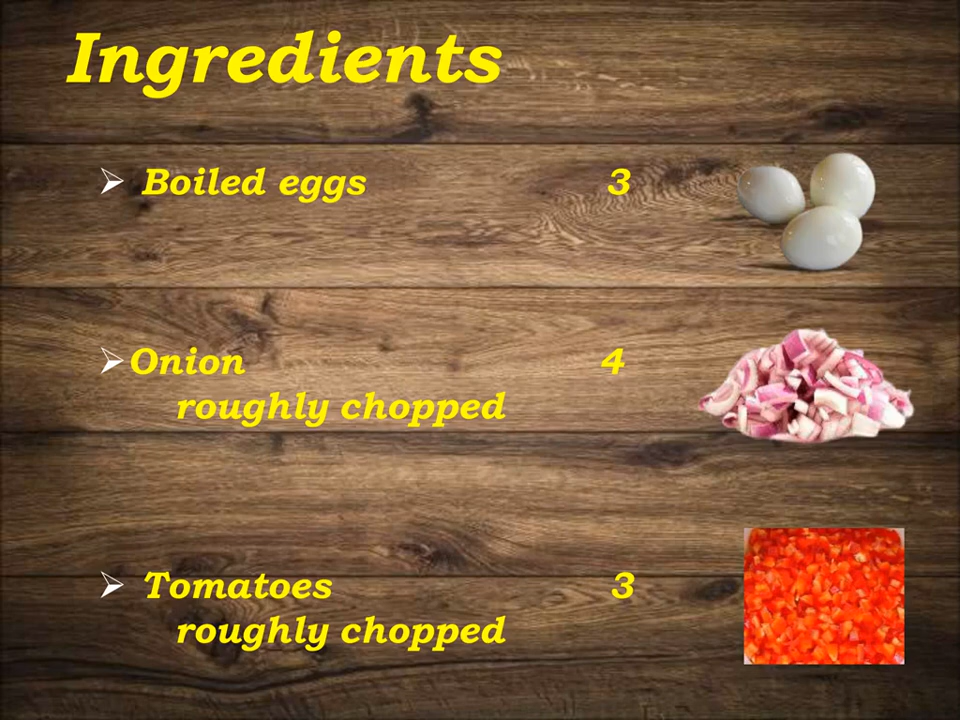 Ingredients
➢ Boiled eggs 3
➢ Onion 4
roughly chopped
➢ Tomatoes 3
roughly chopped